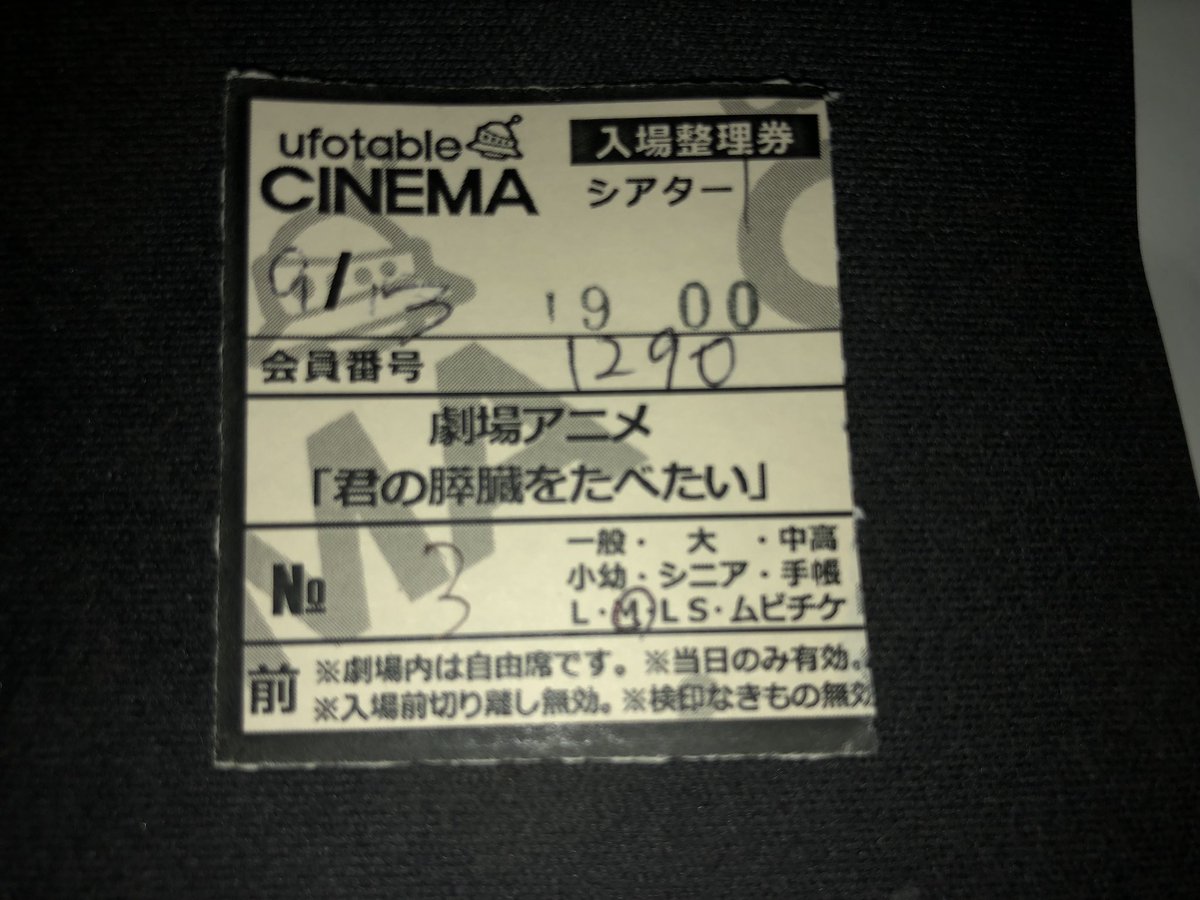 ufotable
CINEMA
入場整理券
シアター 1
19 00
会員番号 1290
劇場アニメ
「君の膵臓をたべたい」
№ 3
一般・大・中高
小幼・シニア・手帳
L・M・LS・ムビチケ
前
※劇場内は自由席です。※当日のみ有効。
※入場前切り離し無効。※検印なきもの無効